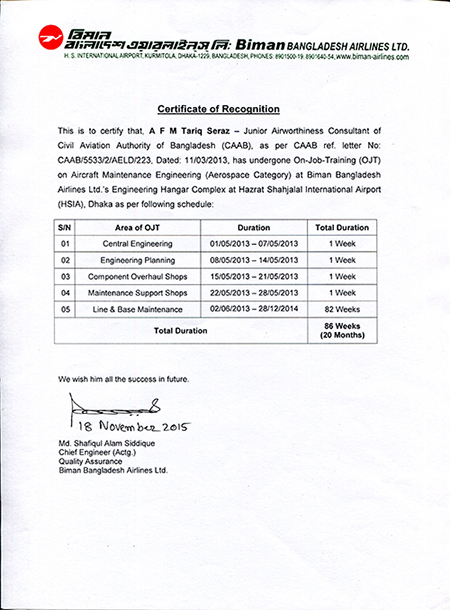 বিমান
বাংলাদেশ এয়ারলাইনস্ লি: Biman BANGLADESH AIRLINES LTD.
H. S. INTERNATIONAL AIRPORT, KURMITOLA, DHAKA-1229, BANGLADESH, PHONES: 8901500-19, 8901640-54, www.biman-airlines.com
Certificate of Recognition
This is to certify that, A F M Tariq Seraz – Junior Airworthiness Consultant of
Civil Aviation Authority of Bangladesh (CAAB), as per CAAB ref. letter No:
CAAB/5533/2/AELD/223, Dated: 11/03/2013, has undergone On-Job-Training (OJT)
on Aircraft Maintenance Engineering (Aerospace Category) at Biman Bangladesh
Airlines Ltd.'s Engineering Hangar Complex at Hazrat Shahjalal International Airport
(HSIA), Dhaka as per following schedule:
S/N Area of OJT Duration Total Duration
01 Central Engineering 01/05/2013 – 07/05/2013 1 Week
02 Engineering Planning 08/05/2013 – 14/05/2013 1 Week
03 Component Overhaul Shops 15/05/2013 – 21/05/2013 1 Week
04 Maintenance Support Shops 22/05/2013 – 28/05/2013 1 Week
05 Line & Base Maintenance 02/06/2013 – 28/12/2014 82 Weeks
Total Duration 86 Weeks
(20 Months)
We wish him all the success in future.
18 November 2015
Md. Shafiqul Alam Siddique
Chief Engineer (Actg.)
Quality Assurance
Biman Bangladesh Airlines Ltd.